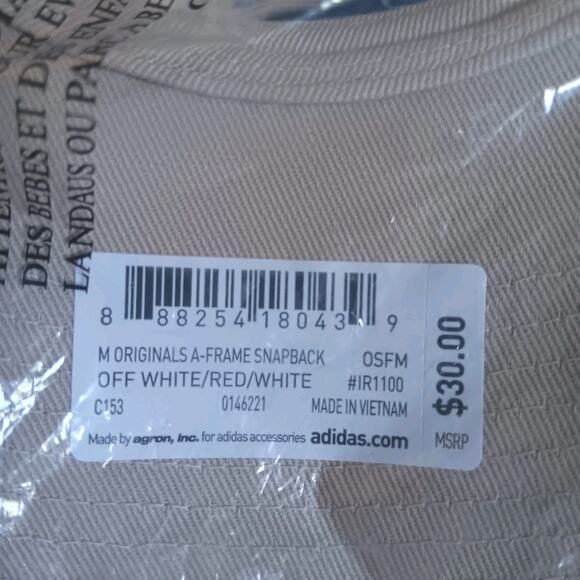 DES BEBES ET D
LANDAUS OU PA
8 88254 18043 9
M ORIGINALS A-FRAME SNAPBACK OSFM
OFF WHITE/RED/WHITE #IR1100
C153 0146221 MADE IN VIETNAM
Made by agron, inc. for adidas accessories adidas.com
$30.00
MSRP